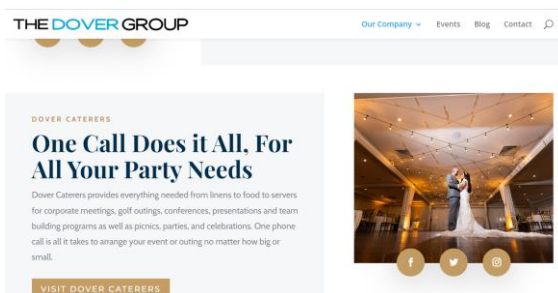 THE DOVER GROUP
Our Company Events Blog Contact
DOVER CATERERS
One Call Does it All, For
All Your Party Needs
Dover Caterers provides everything needed from linens to food to servers
for corporate meetings, golf outings, conferences, presentations and team
building programs as well as picnics, parties, and celebrations. One phone
call is all it takes to arrange your event or outing no matter how big or
small.
VISIT DOVER CATERERS